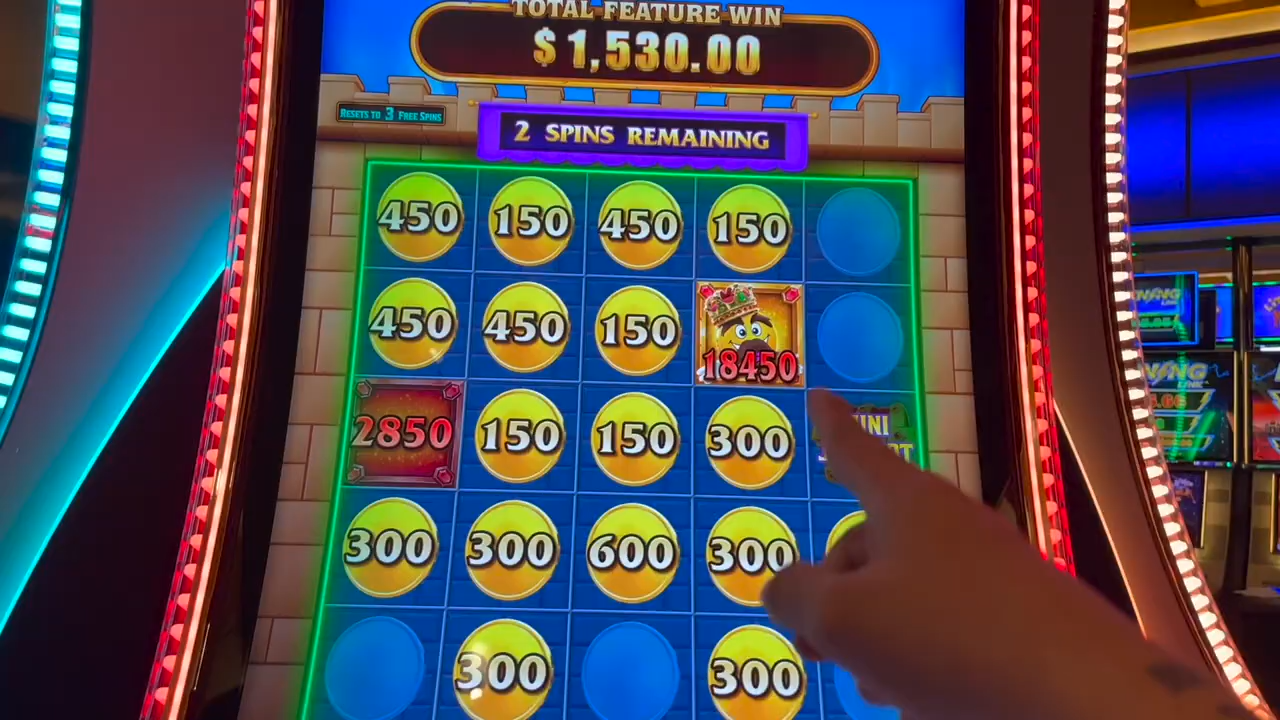 TOTAL FEATURE WIN
$1,530.00
RESETS TO 3 FREE SPINS
2 SPINS REMAINING
450 150 450 150
450 450 150 18450
2850 150 150 300
300 300 600 300
300 300